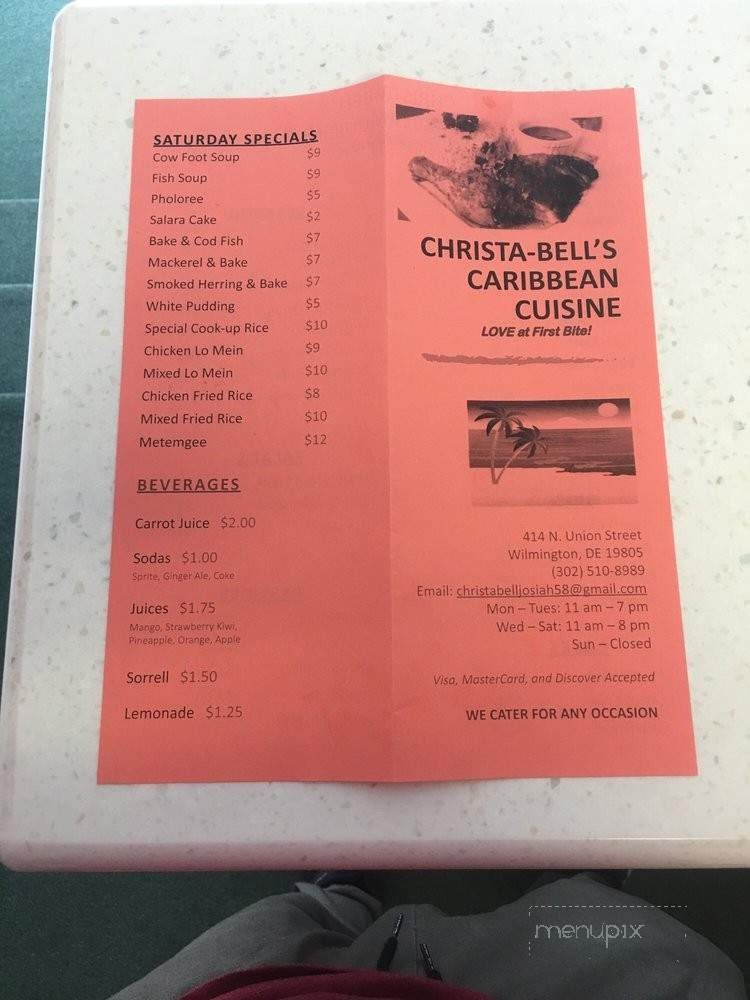 SATURDAY SPECIALS
Cow Foot Soup $9
Fish Soup $9
Pholoree $5
Salara Cake $2
Bake & Cod Fish $7
Mackerel & Bake $7
Smoked Herring & Bake $7
White Pudding $5
Special Cook-up Rice $10
Chicken Lo Mein $9
Mixed Lo Mein $10
Chicken Fried Rice $8
Mixed Fried Rice $10
Metemgee $12
BEVERAGES
Carrot Juice $2.00
Sodas $1.00
Sprite, Ginger Ale, Coke
Juices $1.75
Mango, Strawberry Kiwi,
Pineapple, Orange, Apple
Sorrell $1.50
Lemonade $1.25
CHRISTA-BELL'S
CARIBBEAN
CUISINE
LOVE at First Bite!
414 N. Union Street
Wilmington, DE 19805
(302) 510-8989
Email: christabelljosiah58@gmail.com
Mon – Tues: 11 am – 7 pm
Wed – Sat: 11 am – 8 pm
Sun – Closed
Visa, MasterCard, and Discover Accepted
WE CATER FOR ANY OCCASION
menupix